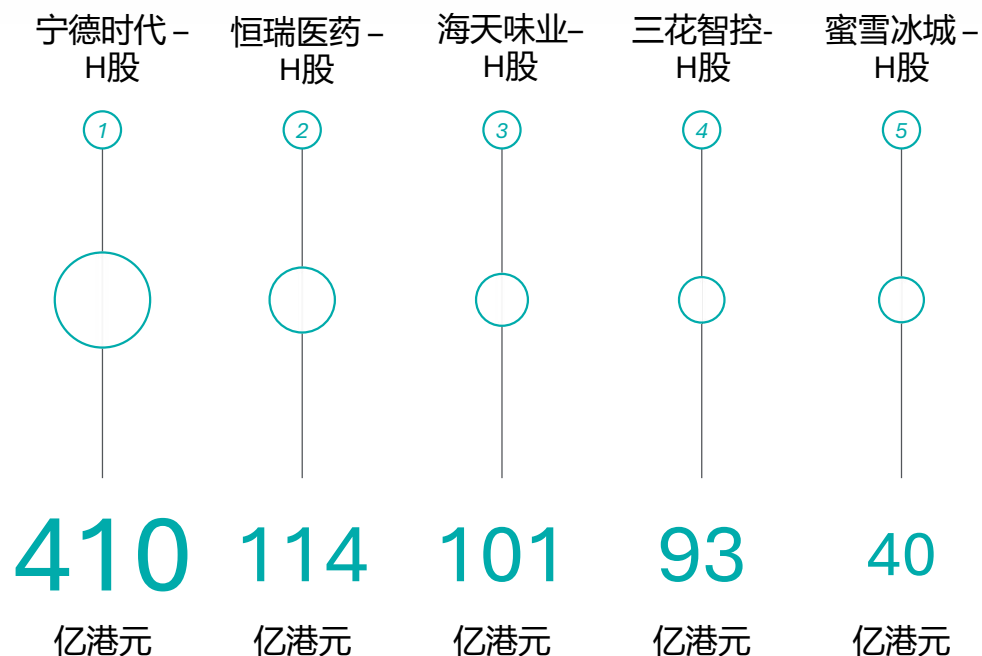 宁德时代 –
H股
恒瑞医药 –
H股
海天味业–
H股
三花智控-
H股
蜜雪冰城 –
H股
1
2
3
4
5
410
114
101
93
40
亿港元
亿港元
亿港元
亿港元
亿港元